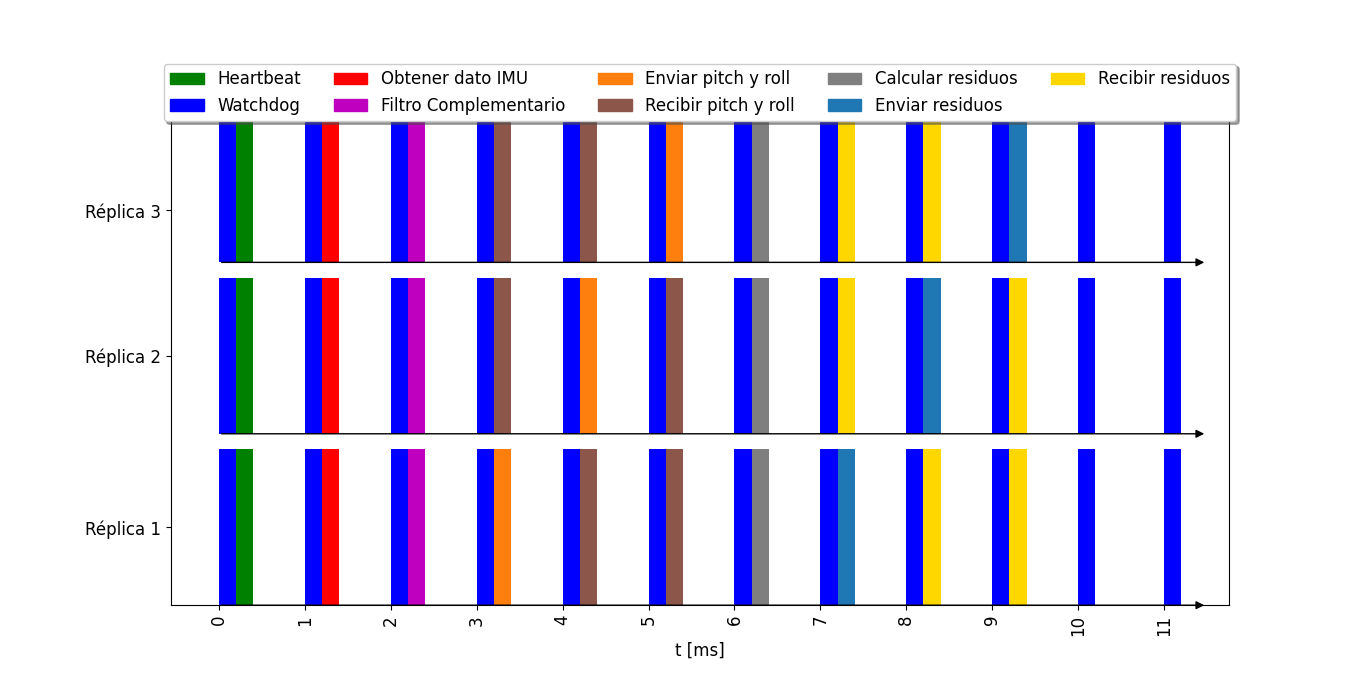 Heartbeat
Watchdog
Obtener dato IMU
Filtro Complementario
Enviar pitch y roll
Recibir pitch y roll
Calcular residuos
Enviar residuos
Recibir residuos
Réplica 3
Réplica 2
Réplica 1
0 1 2 3 4 5 6 7 8 9 10 11
t [ms]